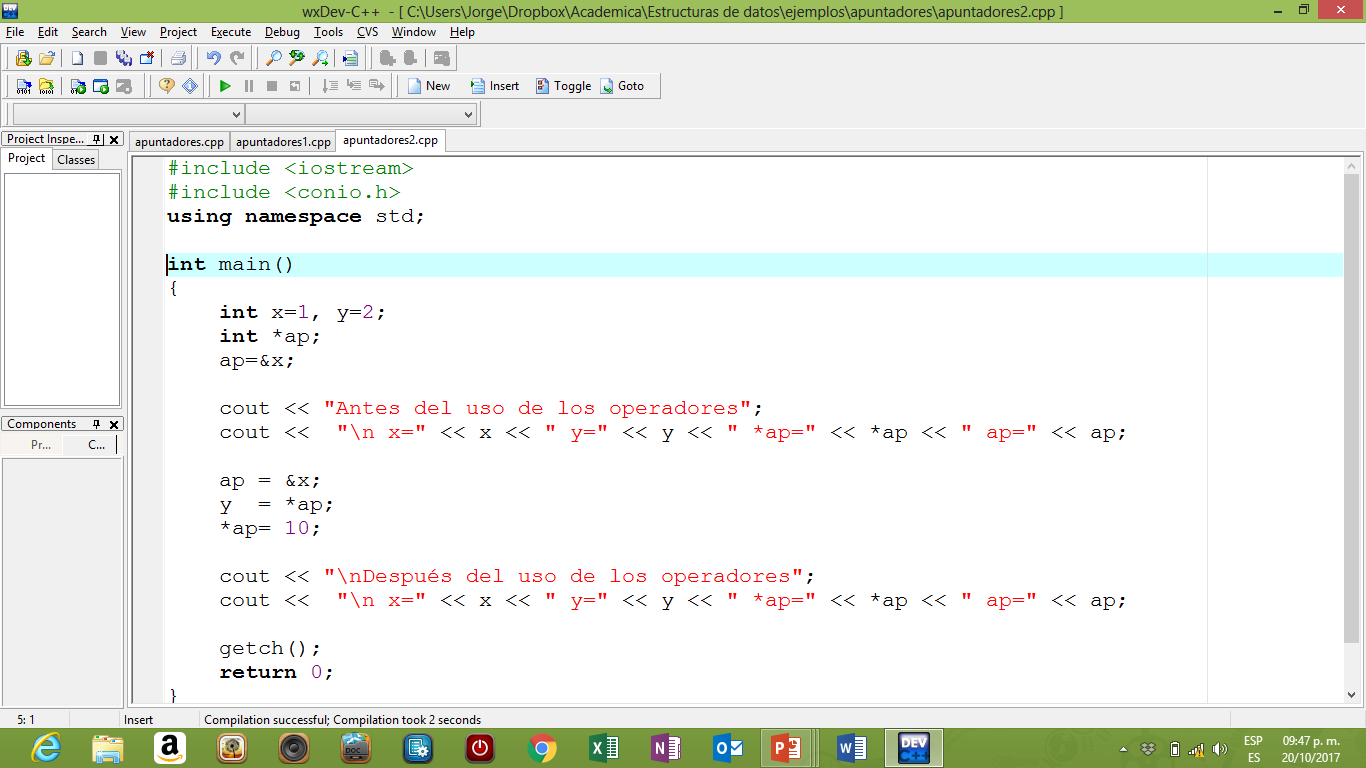 wxDev-C++  - [ C:\Users\Jorge\Dropbox\Academica\Estructuras de datos\ejemplos\apuntadores\apuntadores2.cpp ]
File Edit Search View Project Execute Debug Tools CVS Window Help
New Insert Toggle Goto
Project Inspe...
apuntadores.cpp apuntadores1.cpp apuntadores2.cpp
Project Classes
#include <iostream>
#include <conio.h>
using namespace std;
int main()
{
    int x=1, y=2;
    int *ap;
    ap=&x;
    cout << "Antes del uso de los operadores";
    cout <<  "\n x=" << x << " y=" << y << " *ap=" << *ap << " ap=" << ap;
    ap = &x;
    y  = *ap;
    *ap= 10;
    cout << "\nDespués del uso de los operadores";
    cout <<  "\n x=" << x << " y=" << y << " *ap=" << *ap << " ap=" << ap;
    getch();
    return 0;
}
Components
Pr... C...
5: 1 Insert Compilation successful; Compilation took 2 seconds
DOC
DEV C++
ESP
ES
09:47 p. m.
20/10/2017